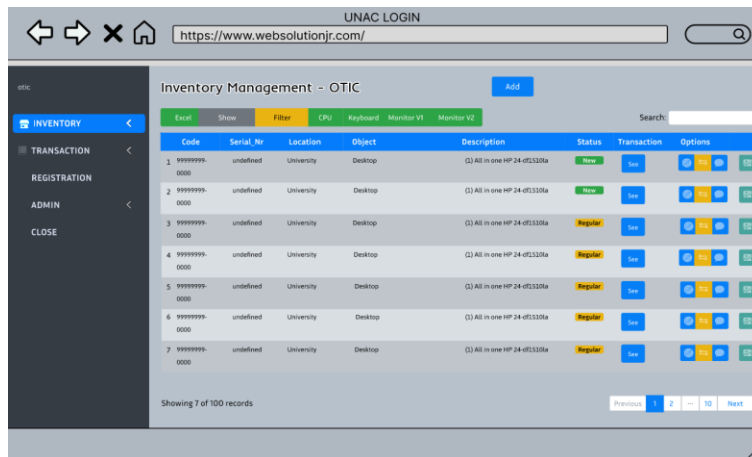 UNAC LOGIN
https://www.websolutionjr.com/
otic
Inventory Management - OTIC
Add
INVENTORY
TRANSACTION
REGISTRATION
ADMIN
CLOSE
Excel Show Filter CPU Keyboard Monitor V1 Monitor V2 Search:
Code Serial_Nr Location Object Description Status Transaction Options
1 99999999-0000 undefined University Desktop (1) All in one HP 24-df1510la New See
2 99999999-0000 undefined University Desktop (1) All in one HP 24-df1510la New See
3 99999999-0000 undefined University Desktop (1) All in one HP 24-df1510la Regular See
4 99999999-0000 undefined University Desktop (1) All in one HP 24-df1510la Regular See
5 99999999-0000 undefined University Desktop (1) All in one HP 24-df1510la Regular See
6 99999999-0000 undefined University Desktop (1) All in one HP 24-df1510la Regular See
7 99999999-0000 undefined University Desktop (1) All in one HP 24-df1510la Regular See
Showing 7 of 100 records
Previous 1 2 ... 10 Next